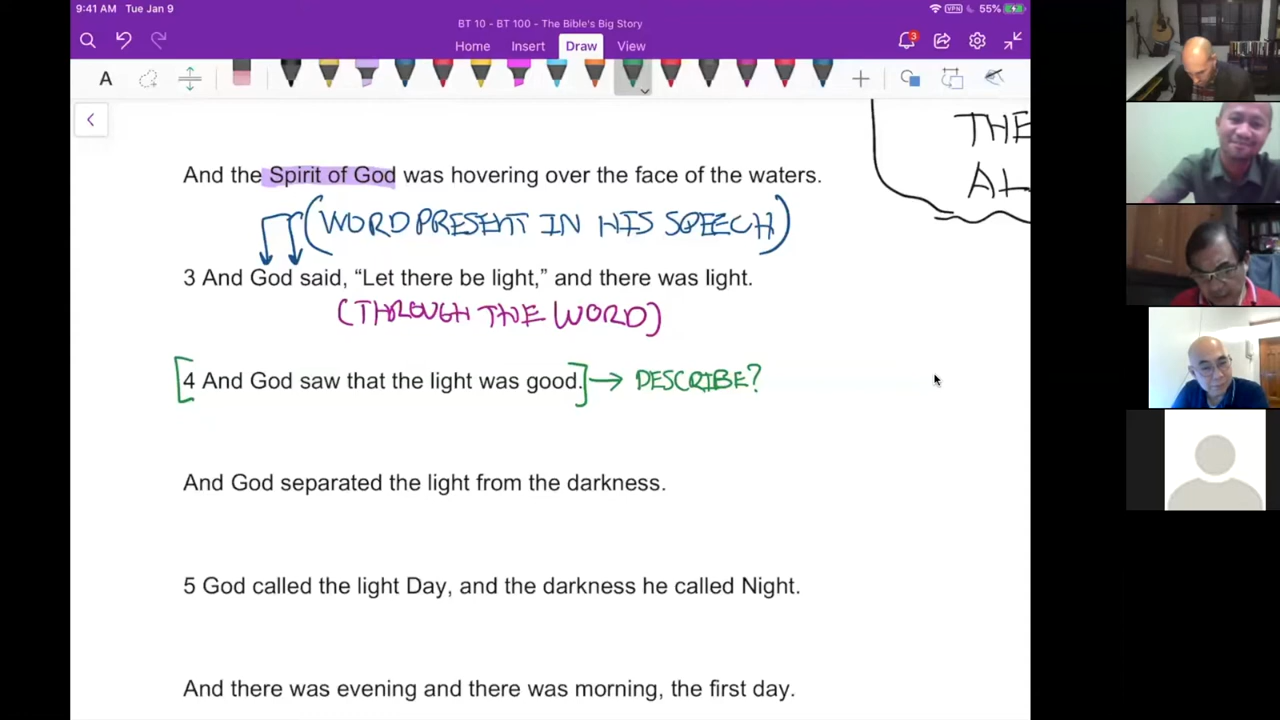 9:41 AM Tue Jan 9
VPN 55%
BT 10 - BT 100 - The Bible's Big Story
Home Insert Draw View
3
A
THE
AL
And the Spirit of God was hovering over the face of the waters.
(WORD PRESENT IN HIS SPEECH)
3 And God said, “Let there be light,” and there was light.
(THROUGH THE WORD)
[4 And God saw that the light was good.] → DESCRIBE?
And God separated the light from the darkness.
5 God called the light Day, and the darkness he called Night.
And there was evening and there was morning, the first day.